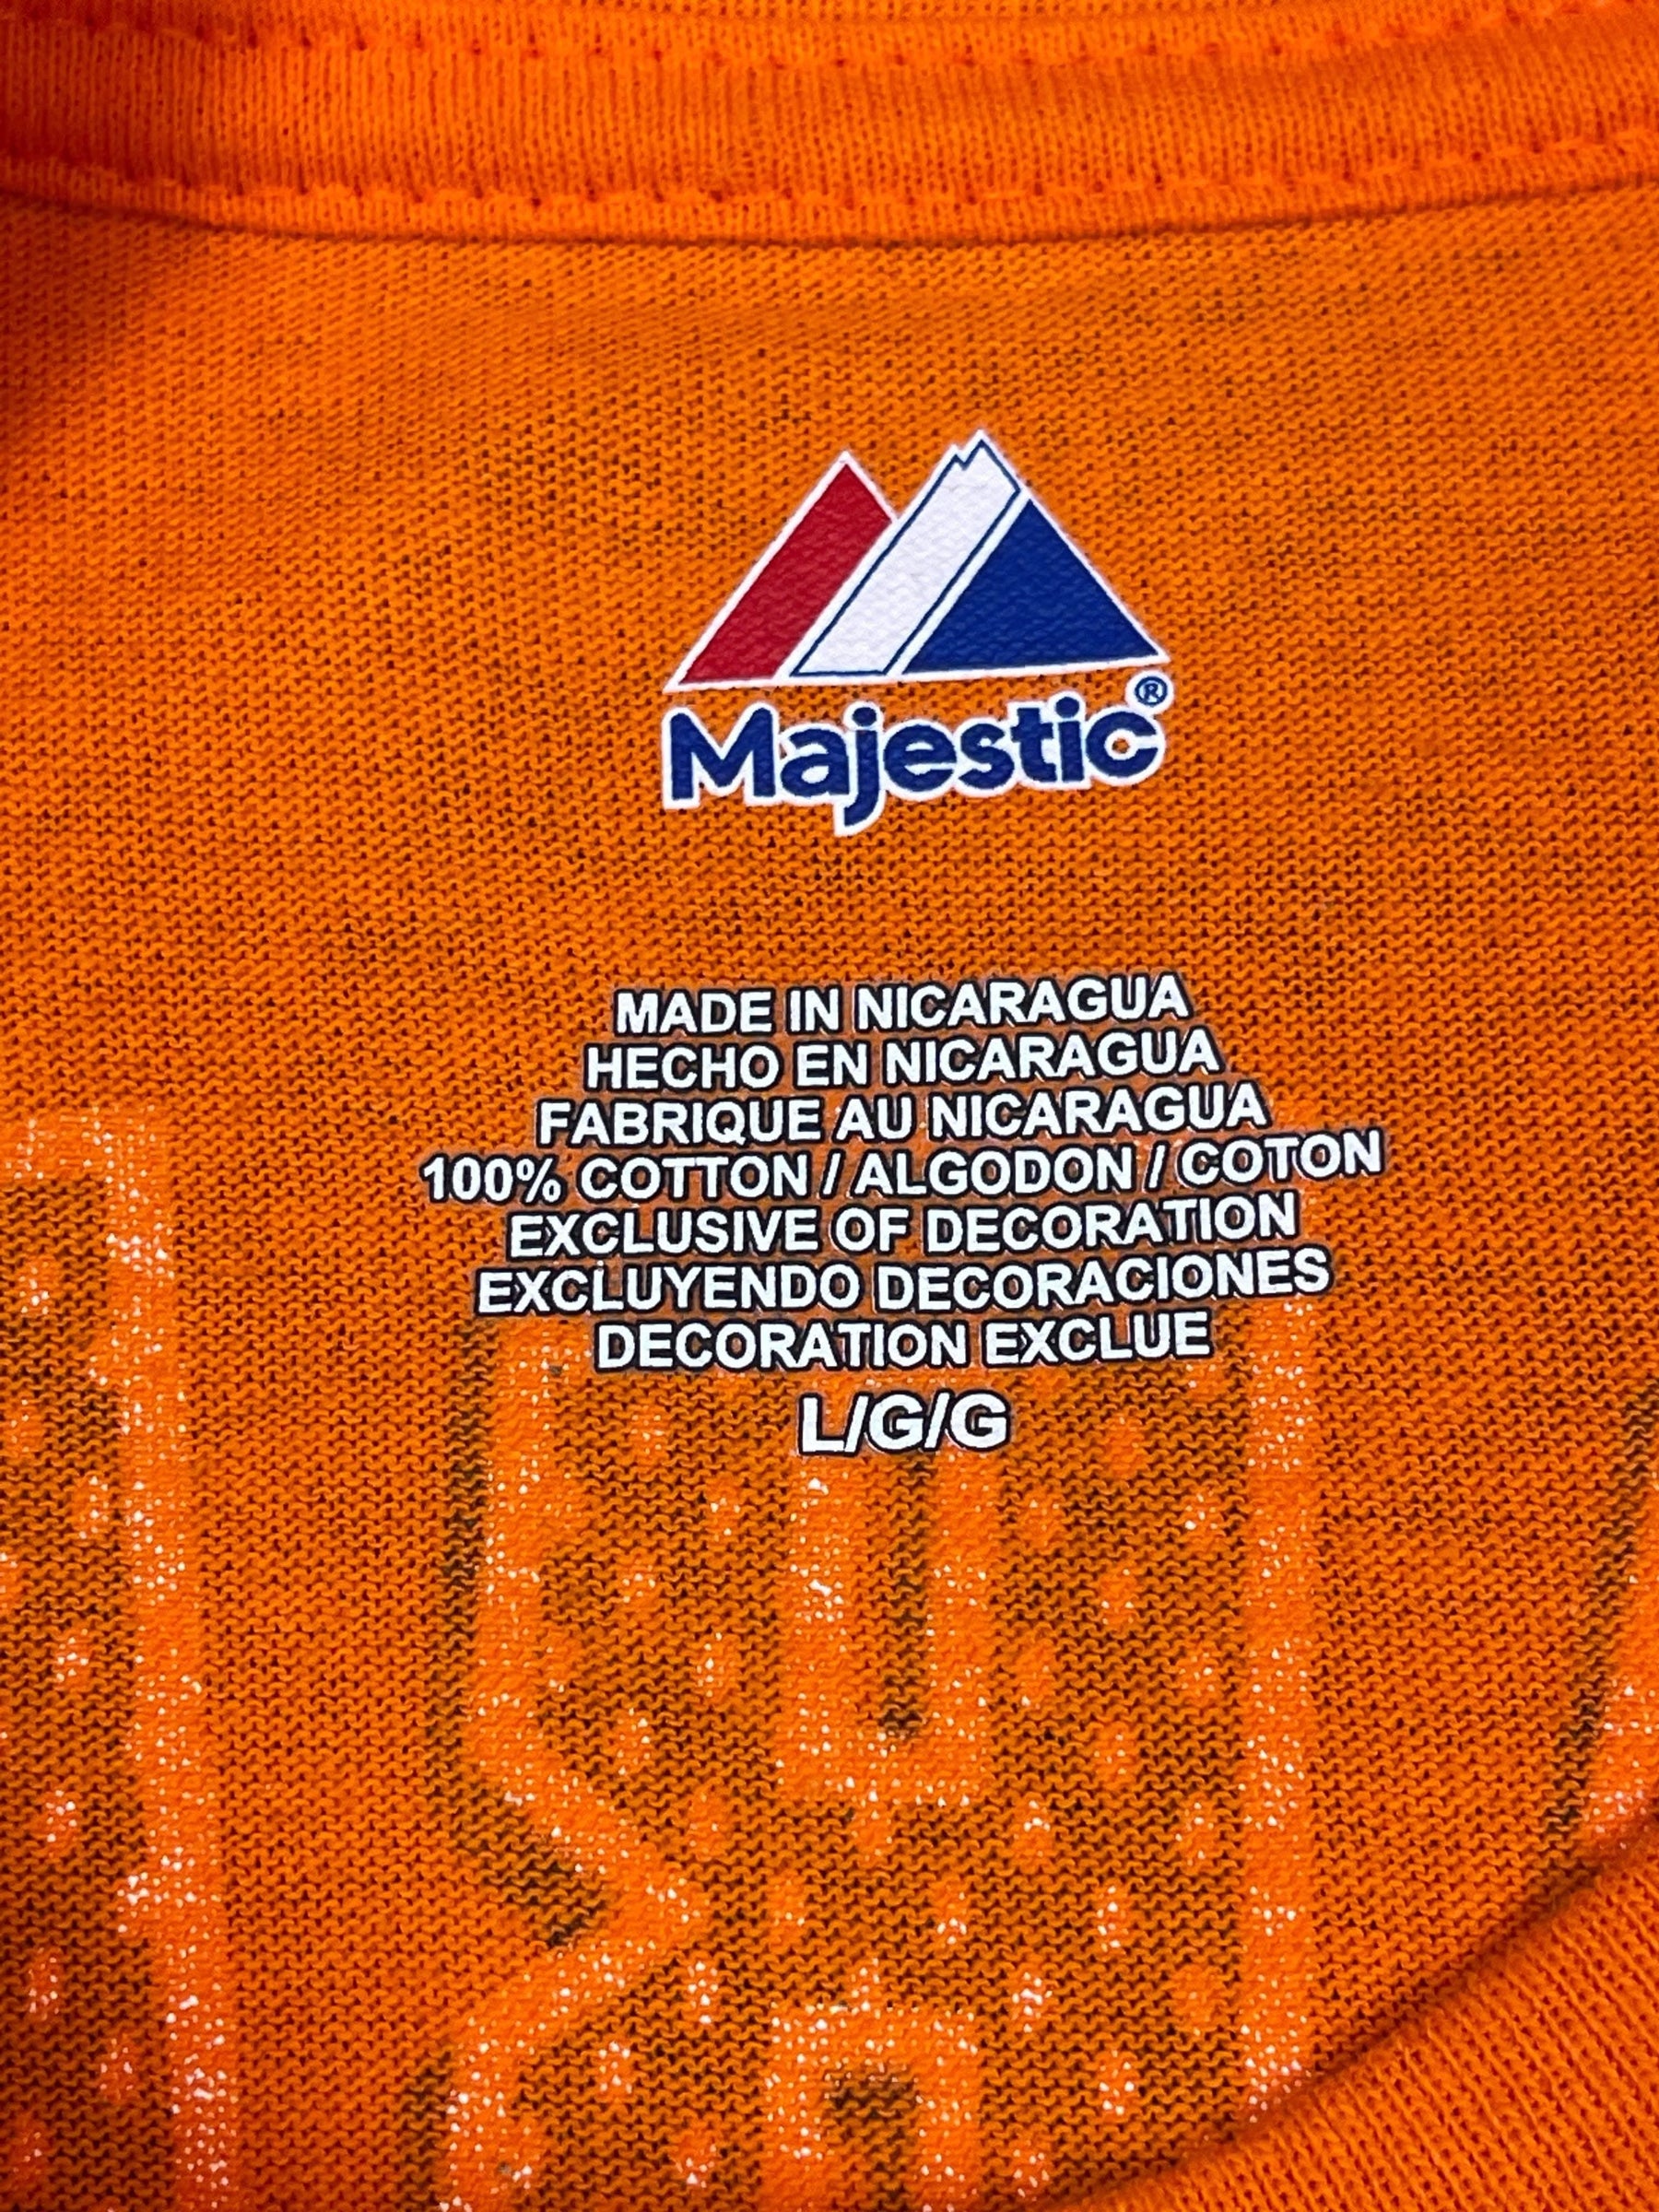 Majestic®
MADE IN NICARAGUA
HECHO EN NICARAGUA
FABRIQUE AU NICARAGUA
100% COTTON / ALGODON / COTON
EXCLUSIVE OF DECORATION
EXCLUYENDO DECORACIONES
DECORATION EXCLUE
L/G/G